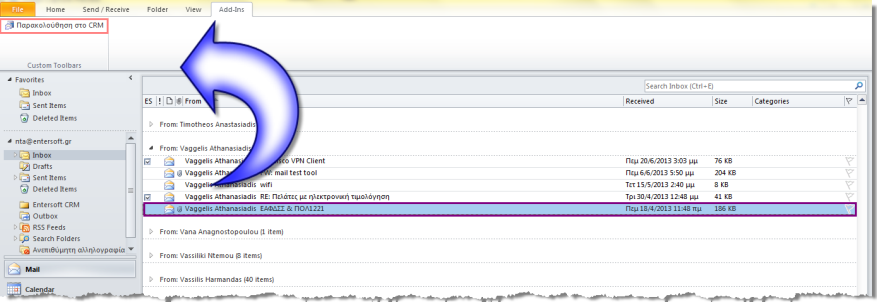 File Home Send / Receive Folder View Add-Ins
Παρακολούθηση στο CRM
Custom Toolbars
Favorites
Inbox
Sent Items
Deleted Items
nta@entersoft.gr
Inbox
Drafts
Sent Items
Deleted Items
Entersoft CRM
Outbox
RSS Feeds
Search Folders
Ανεπιθύμητη αλληλογραφία
Mail
Calendar
Search Inbox (Ctrl+E)
ES ! From Received Size Categories
From: Timotheos Anastasiadis
From: Vaggelis Athanasiadis
Vaggelis Athanasi VPN Client Πεμ 20/6/2013 3:03 μμ 76 KB
Vaggelis Atha mail test tool Πεμ 6/6/2013 5:50 μμ 204 KB
Vaggelis Athanasiadis wifi Τετ 15/5/2013 2:40 μμ 8 KB
Vaggelis Athanasiadis RE: Πελάτες με ηλεκτρονική τιμολόγηση Τρι 30/4/2013 12:48 μμ 41 KB
Vaggelis Athanasiadis ΕΑΦΔΣΣ & ΠΟΛ1221 Πεμ 18/4/2013 11:48 πμ 186 KB
From: Vana Anagnostopoulou (1 item)
From: Vassiliki Ntemou (8 items)
From: Vassilis Harmandas (40 items)